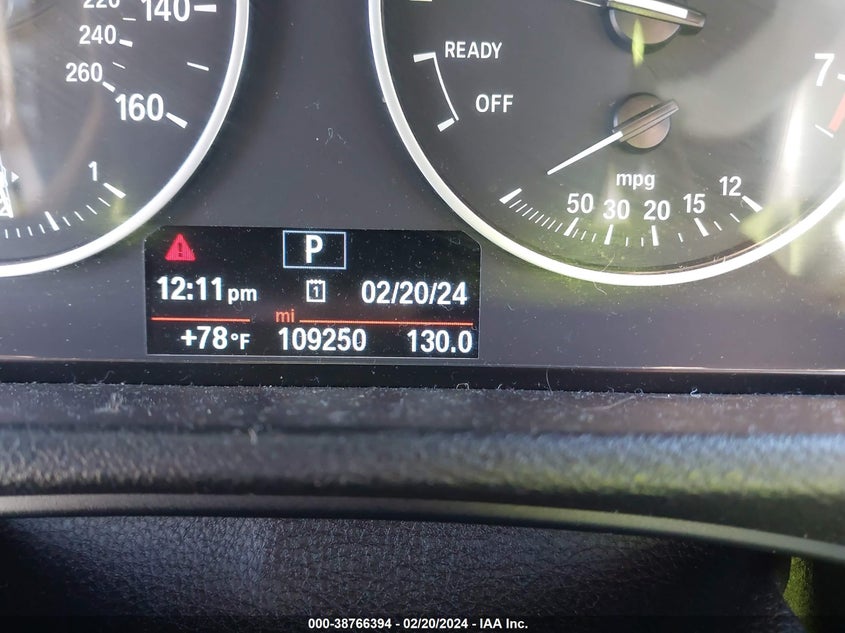 220
140
240
260
160
1
READY
OFF
7
mpg
50 30 20 15 12
P
12:11 pm 1 02/20/24
mi
+78°F 109250 130.0
000-38766394 - 02/20/2024 - IAA Inc.